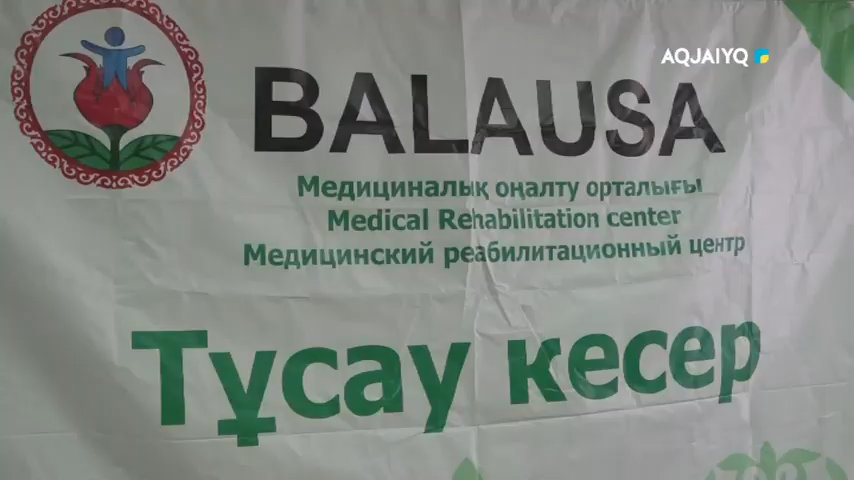 AQJAIYQ
BALAUSA
Медициналық оңалту орталығы
Medical Rehabilitation center
Медицинский реабилитационный центр
Тұсау кесер